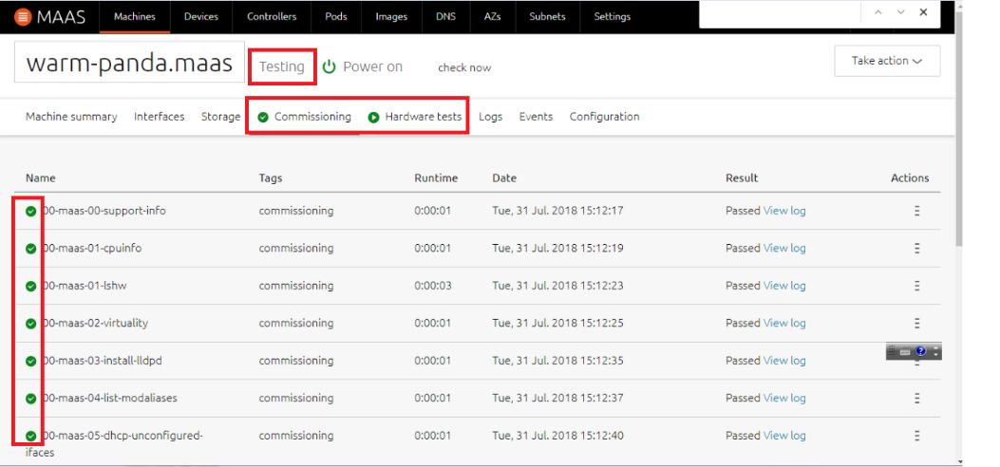 MAAS Machines Devices Controllers Pods Images DNS AZs Subnets Settings
warm-panda.maas Testing Power on check now Take action
Machine summary Interfaces Storage Commissioning Hardware tests Logs Events Configuration
Name Tags Runtime Date Result Actions
00-maas-00-support-info commissioning 0:00:01 Tue, 31 Jul. 2018 15:12:17 Passed View log
00-maas-01-cpuinfo commissioning 0:00:01 Tue, 31 Jul. 2018 15:12:19 Passed View log
00-maas-01-lshw commissioning 0:00:03 Tue, 31 Jul. 2018 15:12:23 Passed View log
00-maas-02-virtuality commissioning 0:00:01 Tue, 31 Jul. 2018 15:12:25 Passed View log
00-maas-03-install-lldpd commissioning 0:00:01 Tue, 31 Jul. 2018 15:12:35 Passed View log
00-maas-04-list-modaliases commissioning 0:00:01 Tue, 31 Jul. 2018 15:12:37 Passed View log
00-maas-05-dhcp-unconfigured- commissioning 0:00:01 Tue, 31 Jul. 2018 15:12:40 Passed View log
ifaces